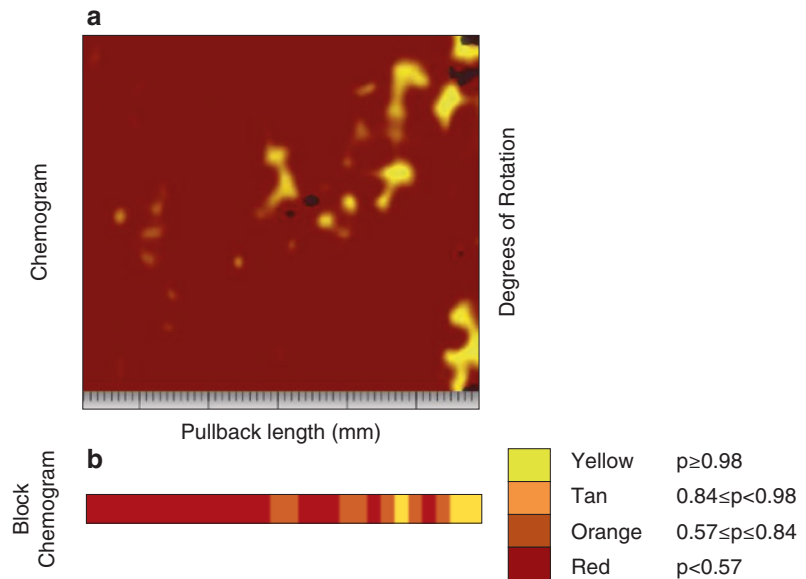 a
Chemogram
Degrees of Rotation
Pullback length (mm)
b
Block
Chemogram
Yellow p≥0.98
Tan 0.84≤p<0.98
Orange 0.57≤p≤0.84
Red p<0.57